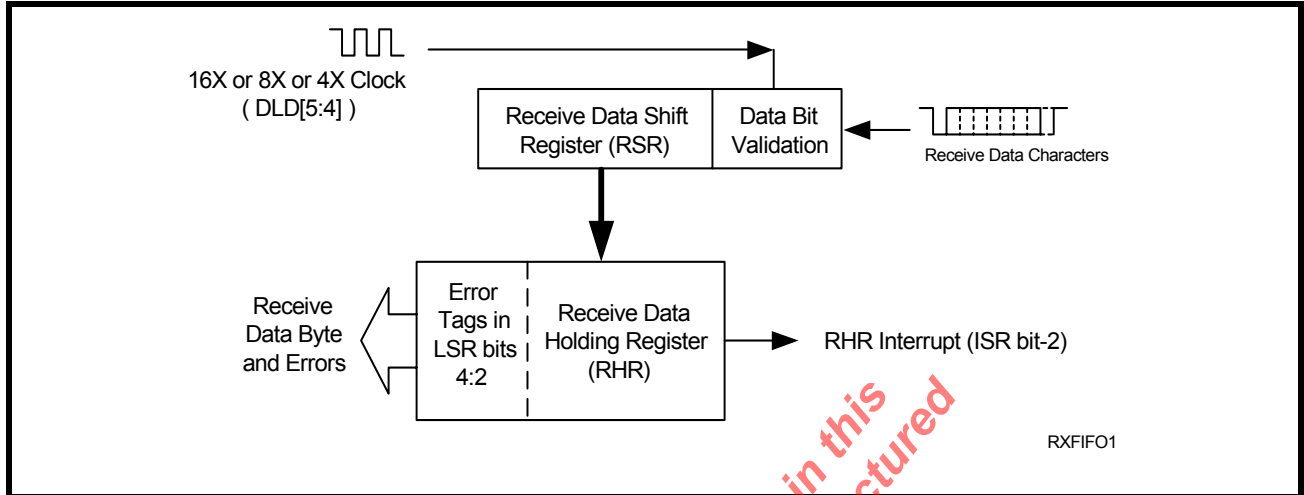 16X or 8X or 4X Clock
( DLD[5:4] )
Receive Data Shift
Register (RSR)
Data Bit
Validation
Receive Data Characters
Receive
Data Byte
and Errors
Error
Tags in
LSR bits
4:2
Receive Data
Holding Register
(RHR)
RHR Interrupt (ISR bit-2)
in this
RXFIFO1